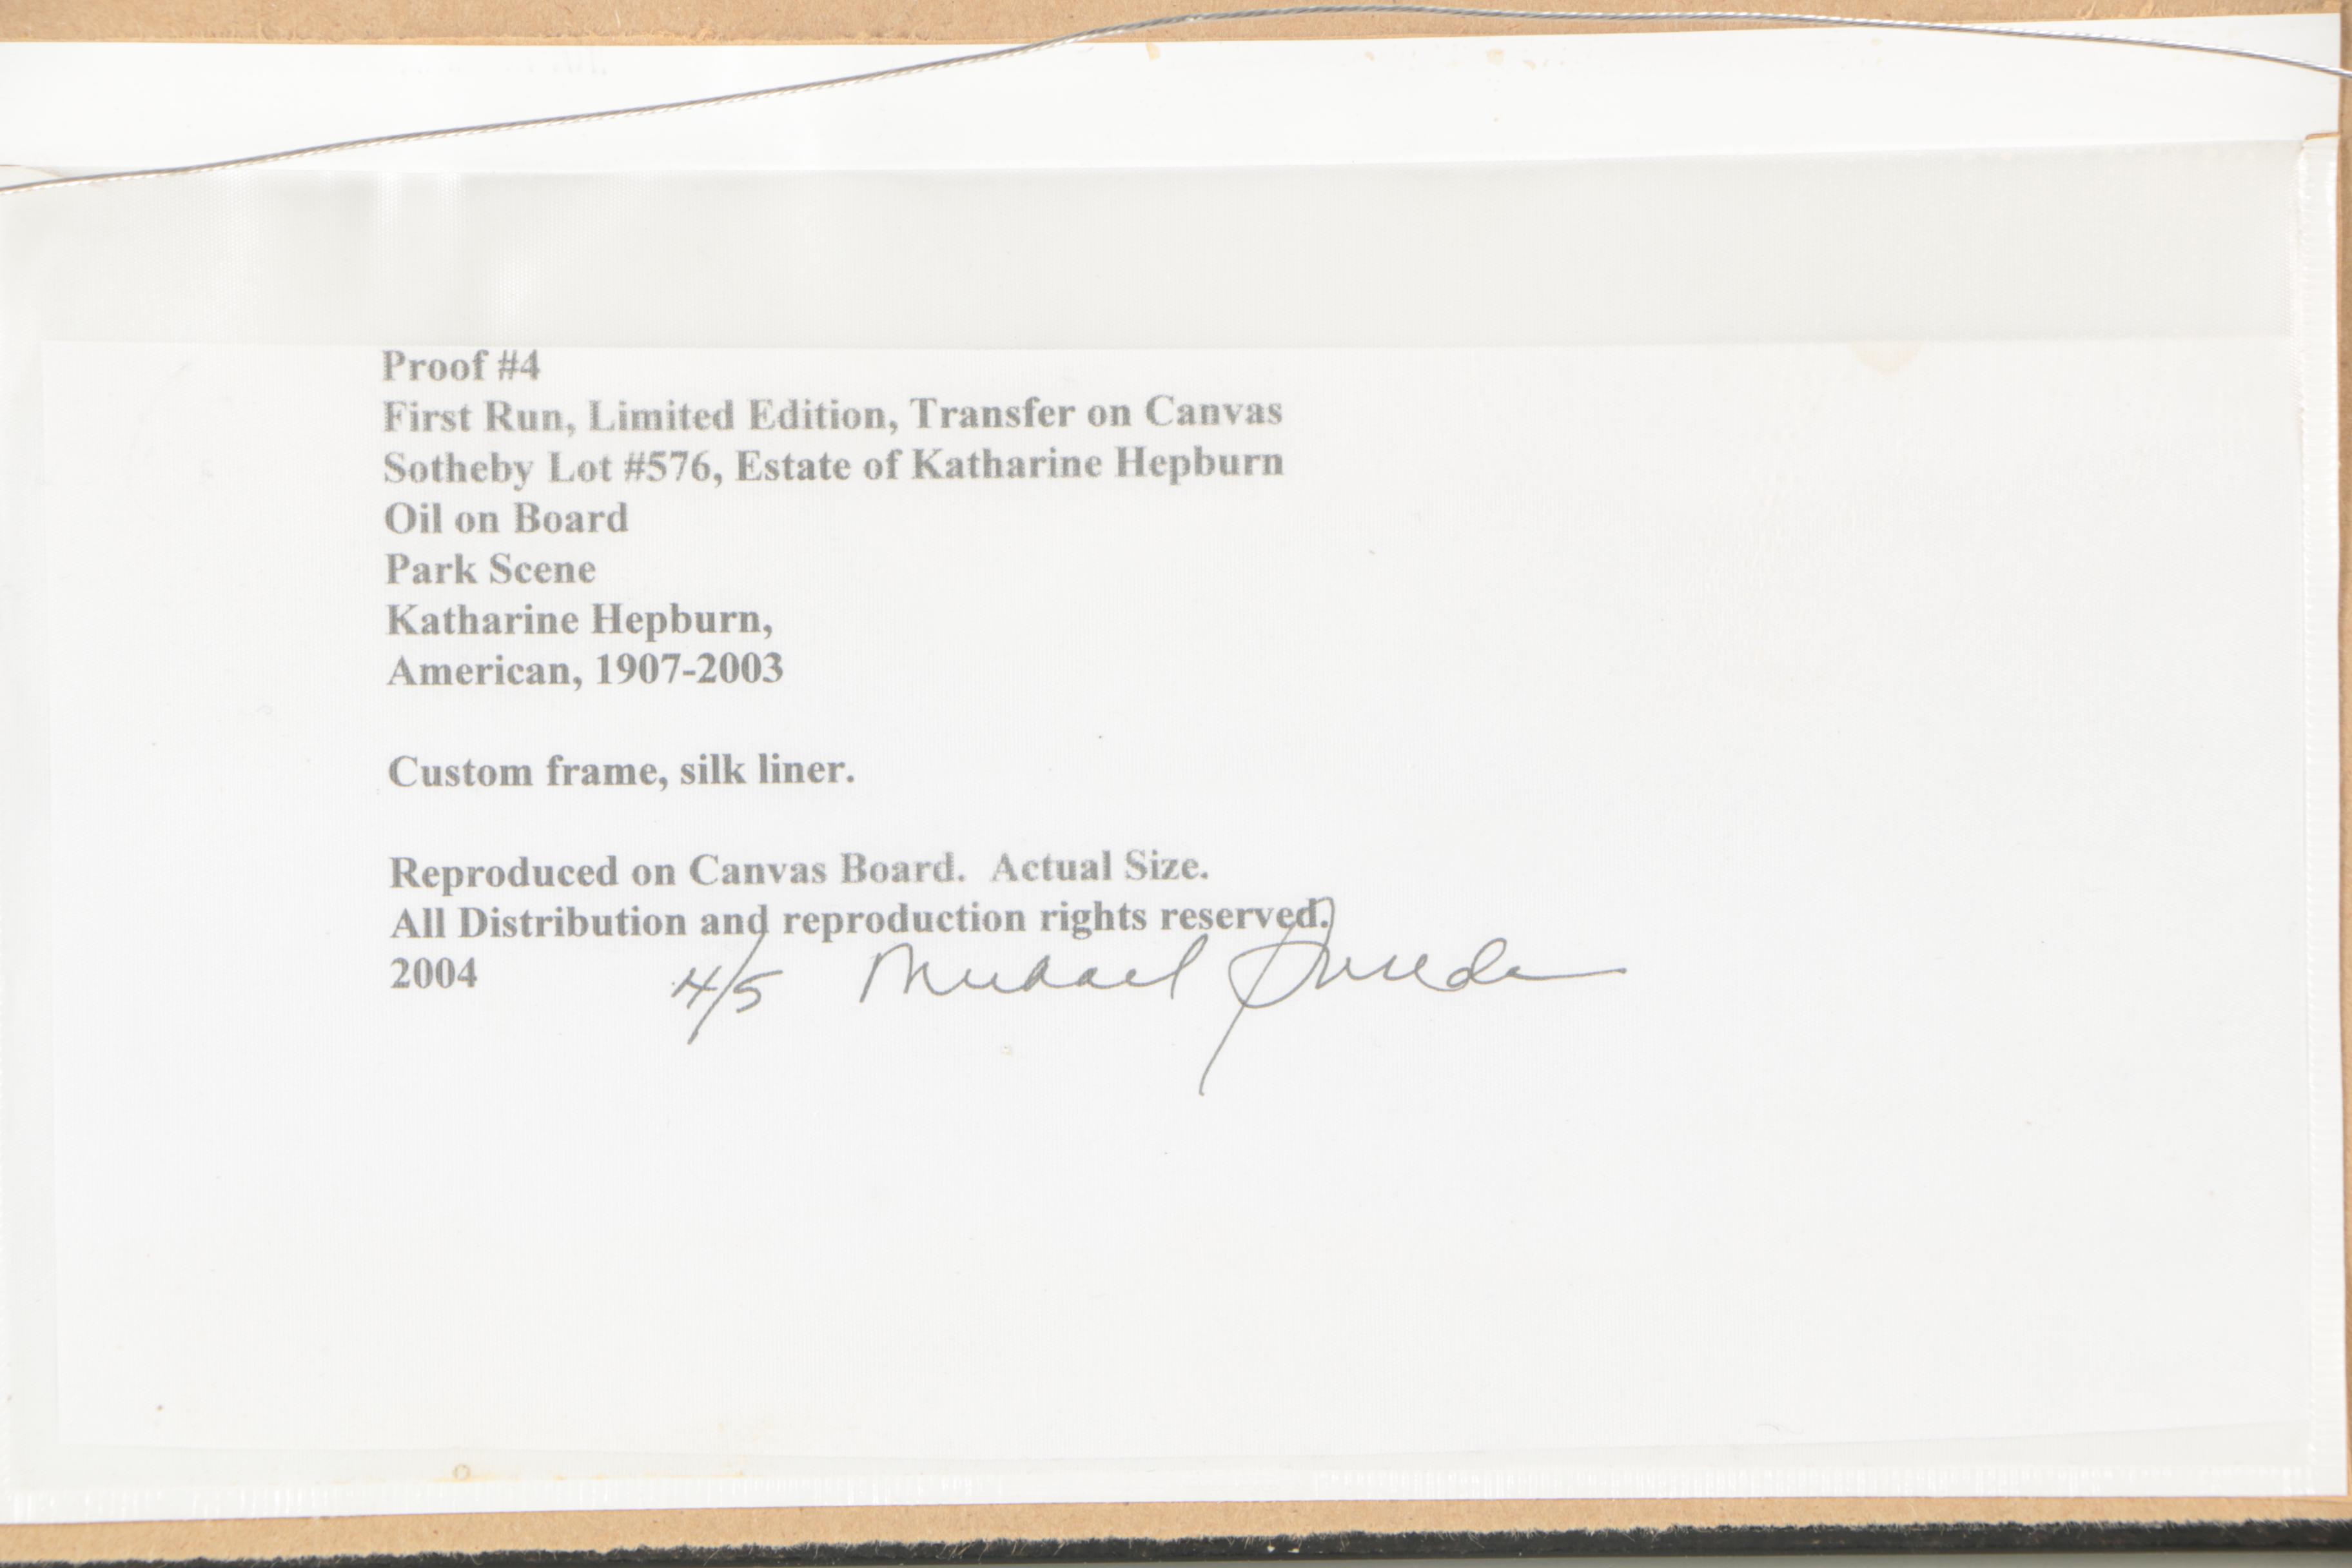 Proof #4
First Run, Limited Edition, Transfer on Canvas
Sotheby Lot #576, Estate of Katharine Hepburn
Oil on Board
Park Scene
Katharine Hepburn,
American, 1907-2003
Custom frame, silk liner.
Reproduced on Canvas Board.  Actual Size.
All Distribution and reproduction rights reserved.
2004 4/5 Michael